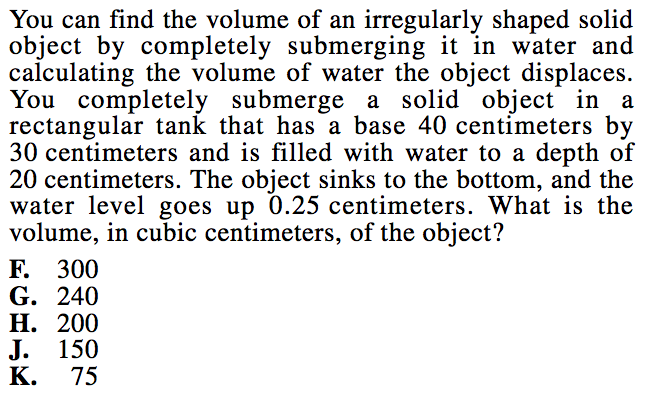 You can find the volume of an irregularly shaped solid
object by completely submerging it in water and
calculating the volume of water the object displaces.
You completely submerge a solid object in a
rectangular tank that has a base 40 centimeters by
30 centimeters and is filled with water to a depth of
20 centimeters. The object sinks to the bottom, and the
water level goes up 0.25 centimeters. What is the
volume, in cubic centimeters, of the object?
F. 300
G. 240
H. 200
J. 150
K. 75